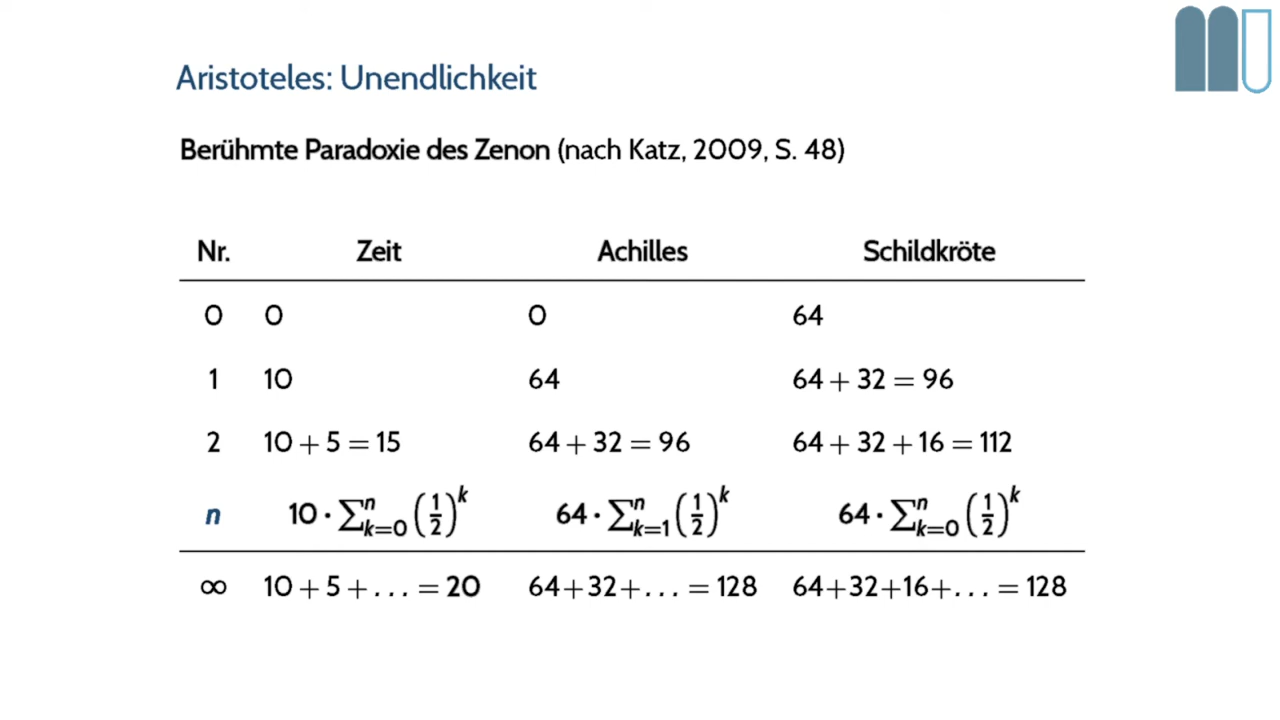 Aristoteles: Unendlichkeit
Berühmte Paradoxie des Zenon (nach Katz, 2009, S. 48)
Nr. Zeit Achilles Schildkröte
0 0 0 64
1 10 64 64 + 32 = 96
2 10 + 5 = 15 64 + 32 = 96 64 + 32 + 16 = 112
n 10 · ∑ⁿₖ₌₀ (1/2)ᵏ 64 · ∑ⁿₖ₌₁ (1/2)ᵏ 64 · ∑ⁿₖ₌₀ (1/2)ᵏ
∞ 10 + 5 + . . . = 20 64+32+. . . = 128 64+32+16+. . . = 128